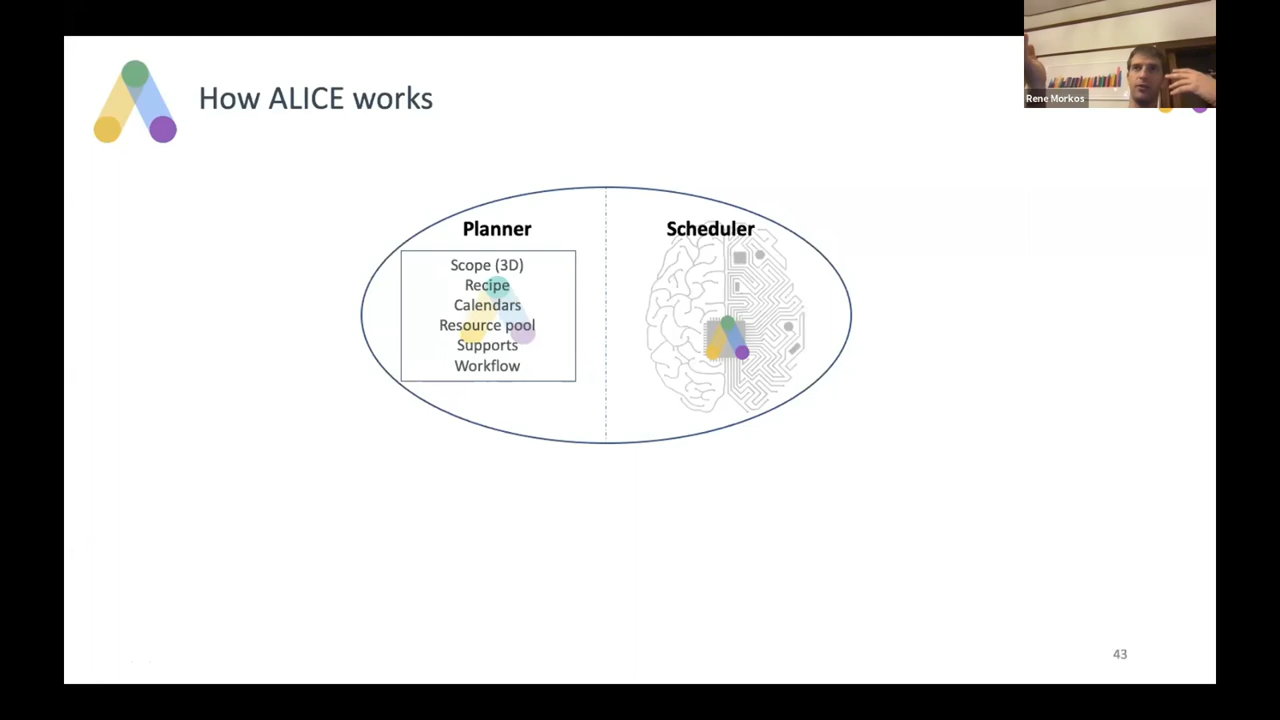 How ALICE works
Rene Morkos
Planner
Scope (3D)
Recipe
Calendars
Resource pool
Supports
Workflow
Scheduler
43